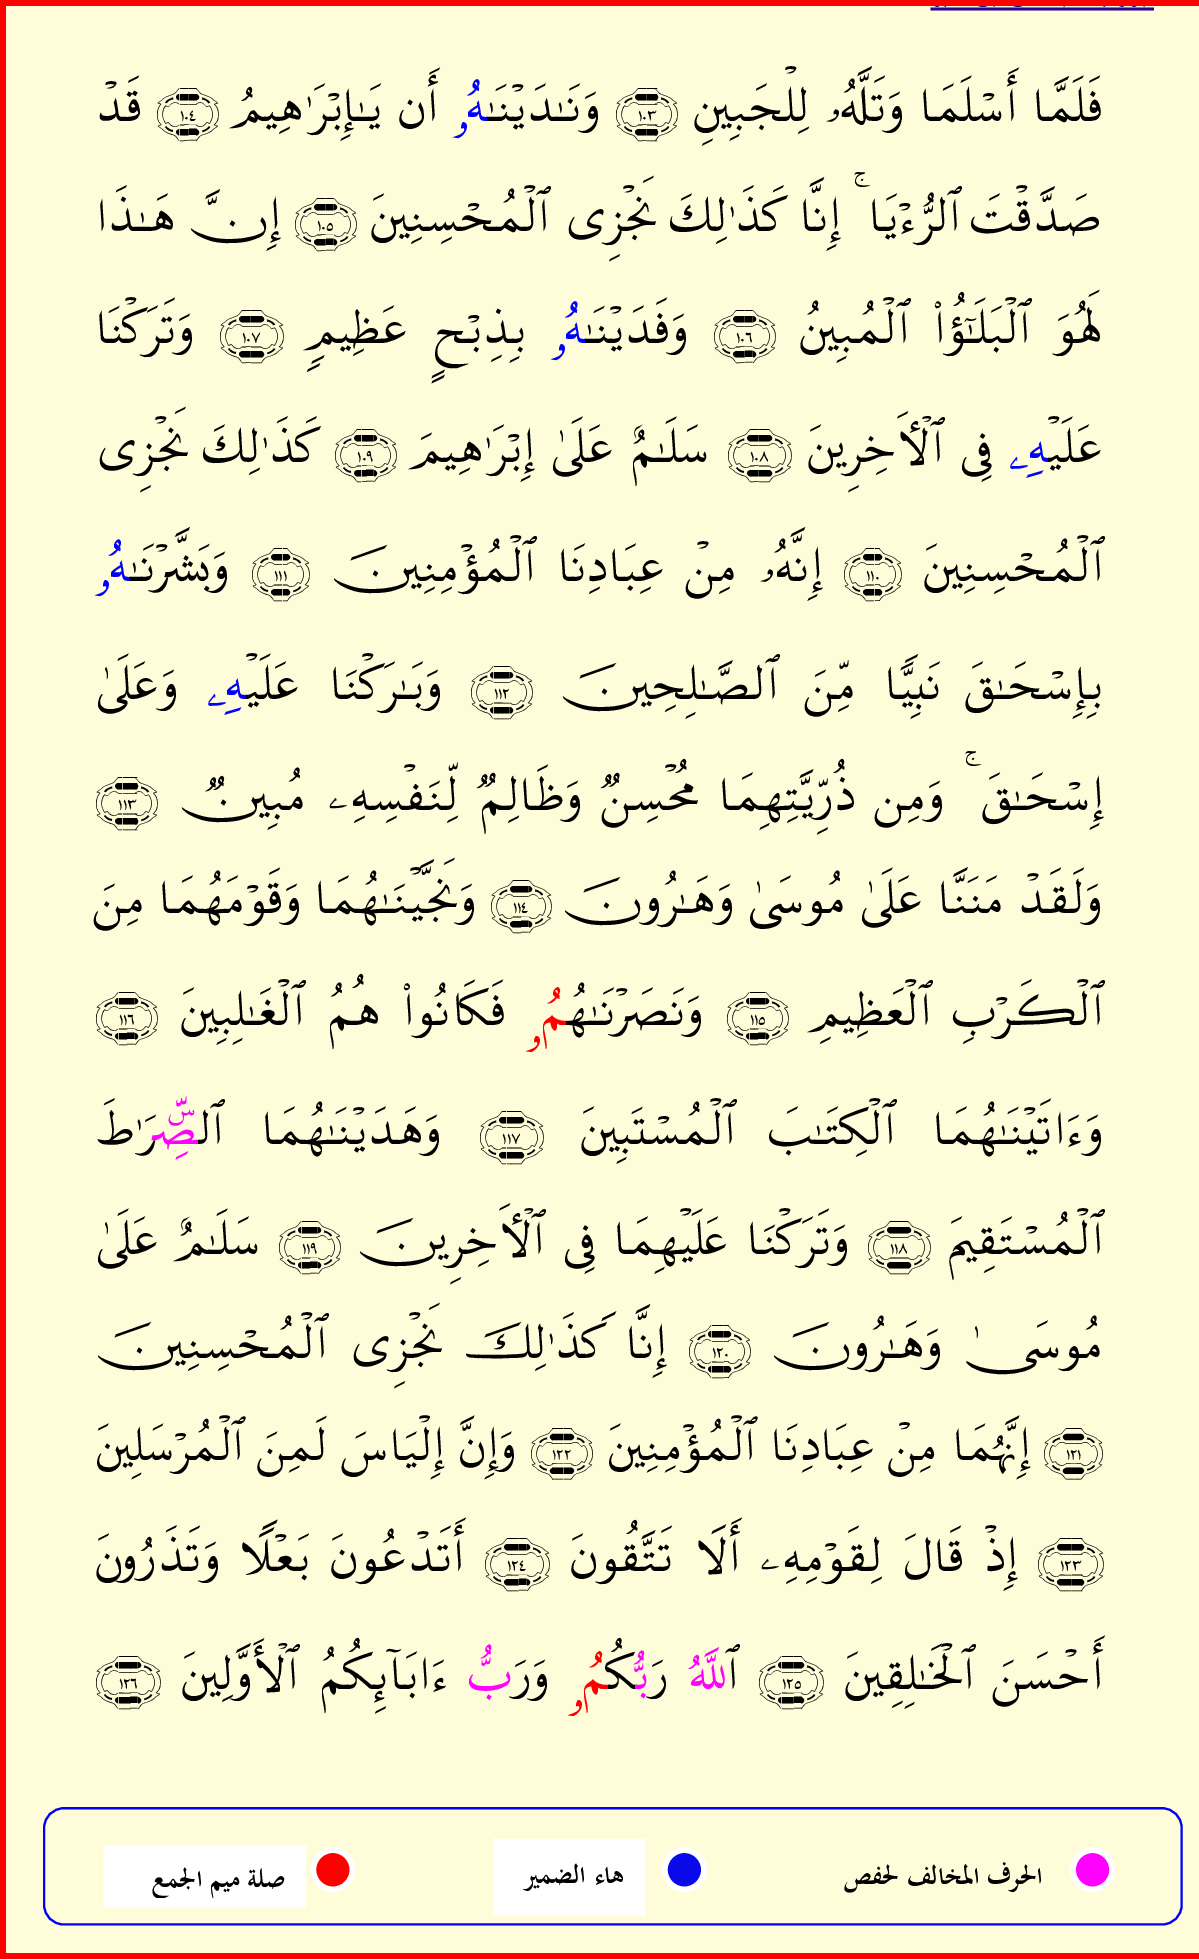 فَلَمَّا أَسْلَمَا وَتَلَّهُۥ لِلْجَبِينِ ١٠٣ وَنَـٰدَيْنَـٰهُۥ أَن يَـٰٓإِبْرَٰهِيمُ ١٠٤ قَدْ
صَدَّقْتَ ٱلرُّءْيَا ۚ إِنَّا كَذَٰلِكَ نَجْزِى ٱلْمُحْسِنِينَ ١٠٥ إِنَّ هَـٰذَا
لَهُوَ ٱلْبَلَـٰٓؤُا۟ ٱلْمُبِينُ ١٠٦ وَفَدَيْنَـٰهُۥ بِذِبْحٍ عَظِيمٍ ١٠٧ وَتَرَكْنَا
عَلَيْهِۦ فِى ٱلْأَخِرِينَ ١٠٨ سَلَـٰمٌ عَلَىٰ إِبْرَٰهِيمَ ١٠٩ كَذَٰلِكَ نَجْزِى
ٱلْمُحْسِنِينَ ١١٠ إِنَّهُۥ مِنْ عِبَادِنَا ٱلْمُؤْمِنِينَ ١١١ وَبَشَّرْنَـٰهُۥ
بِإِسْحَـٰقَ نَبِيًّا مِّنَ ٱلصَّـٰلِحِينَ ١١٢ وَبَـٰرَكْنَا عَلَيْهِۦ وَعَلَىٰ
إِسْحَـٰقَ ۚ وَمِن ذُرِّيَّتِهِمَا مُحْسِنٌ وَظَالِمٌ لِّنَفْسِهِۦ مُبِينٌ ١١٣
وَلَقَدْ مَنَنَّا عَلَىٰ مُوسَىٰ وَهَـٰرُونَ ١١٤ وَنَجَّيْنَـٰهُمَا وَقَوْمَهُمَا مِنَ
ٱلْكَرْبِ ٱلْعَظِيمِ ١١٥ وَنَصَرْنَـٰهُمُۥ فَكَانُوا۟ هُمُ ٱلْغَـٰلِبِينَ ١١٦
وَءَاتَيْنَـٰهُمَا ٱلْكِتَـٰبَ ٱلْمُسْتَبِينَ ١١٧ وَهَدَيْنَـٰهُمَا ٱلصِّۜرَٰطَ
ٱلْمُسْتَقِيمَ ١١٨ وَتَرَكْنَا عَلَيْهِمَا فِى ٱلْأَخِرِينَ ١١٩ سَلَـٰمٌ عَلَىٰ
مُوسَىٰ وَهَـٰرُونَ ١٢٠ إِنَّا كَذَٰلِكَ نَجْزِى ٱلْمُحْسِنِينَ
١٢١ إِنَّهُمَا مِنْ عِبَادِنَا ٱلْمُؤْمِنِينَ ١٢٢ وَإِنَّ إِلْيَاسَ لَمِنَ ٱلْمُرْسَلِينَ
١٢٣ إِذْ قَالَ لِقَوْمِهِۦ أَلَا تَتَّقُونَ ١٢٤ أَتَدْعُونَ بَعْلًا وَتَذَرُونَ
أَحْسَنَ ٱلْخَـٰلِقِينَ ١٢٥ ٱللَّهُ رَبُّكُمُۥ وَرَبُّ ءَابَآئِكُمُ ٱلْأَوَّلِينَ ١٢٦
الحرف المخالف لحفص
هاء الضمير
صلة ميم الجمع